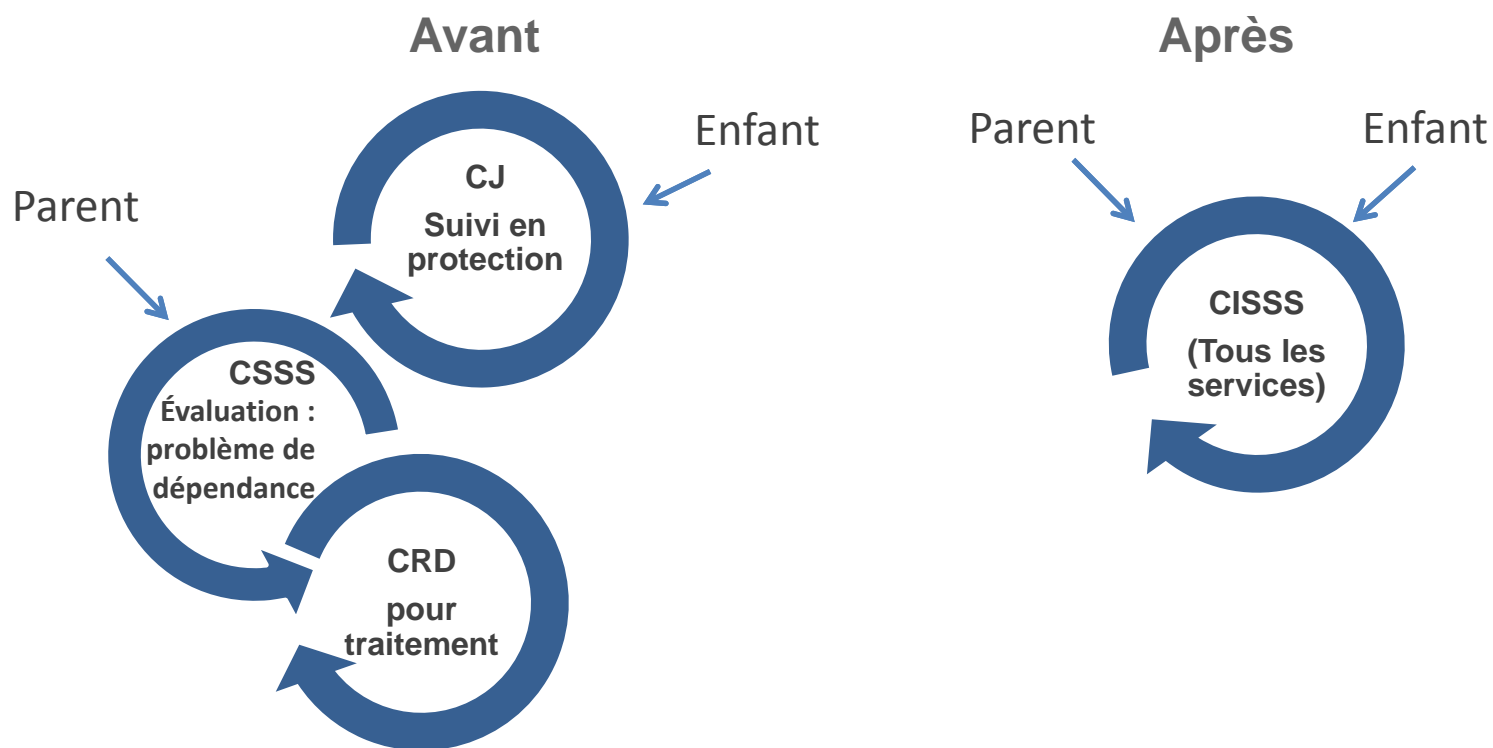 Avant
Enfant
CJ
Suivi en
protection
Parent
CSSS
Évaluation :
problème de
dépendance
CRD
pour
traitement
Après
Parent
Enfant
CISSS
(Tous les
services)